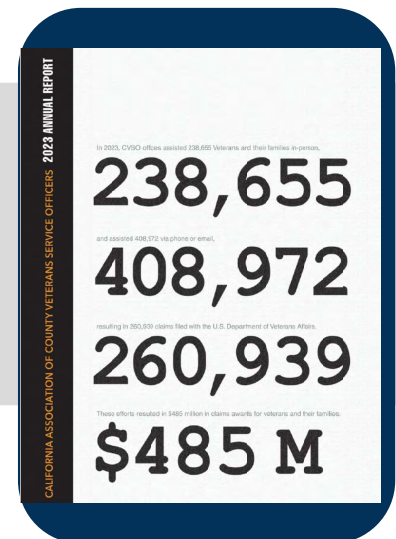 CALIFORNIA ASSOCIATION OF COUNTY VETERANS SERVICE OFFICERS 2023 ANNUAL REPORT
In 2023, CVSO offices assisted 238,655 Veterans and their families in-person,
238,655
and assisted 408,972 via phone or email,
408,972
resulting in 260,939 claims filed with the U.S. Department of Veterans Affairs.
260,939
These efforts resulted in $485 million in claims awards for veterans and their families.
$485 M